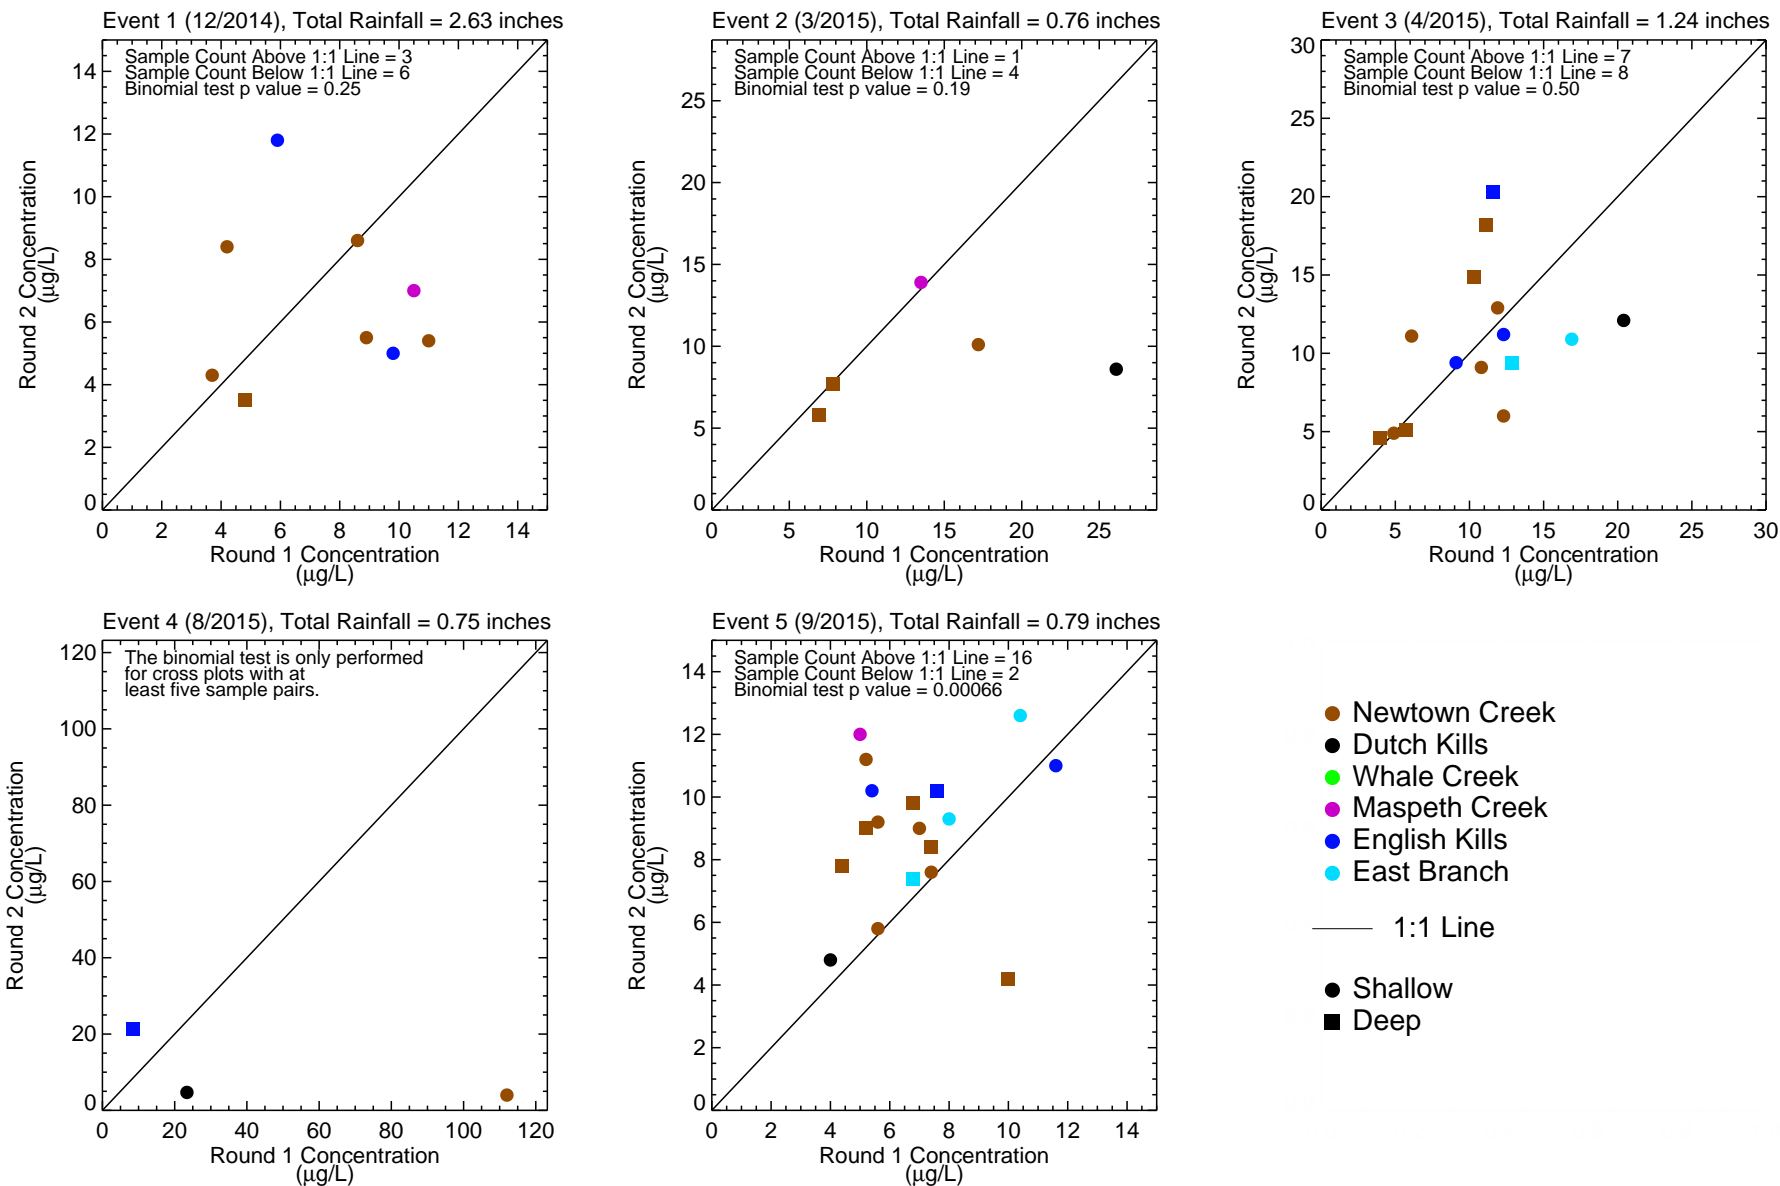 Event 1 (12/2014), Total Rainfall = 2.63 inches
Sample Count Above 1:1 Line = 3
Sample Count Below 1:1 Line = 6
Binomial test p value = 0.25
14
12
10
8
6
4
2
0
Round 2 Concentration
(µg/L)
0 2 4 6 8 10 12 14
Round 1 Concentration
(µg/L)
Event 2 (3/2015), Total Rainfall = 0.76 inches
Sample Count Above 1:1 Line = 1
Sample Count Below 1:1 Line = 4
Binomial test p value = 0.19
25
20
15
10
5
0
Round 2 Concentration
(µg/L)
0 5 10 15 20 25
Round 1 Concentration
(µg/L)
Event 3 (4/2015), Total Rainfall = 1.24 inches
Sample Count Above 1:1 Line = 7
Sample Count Below 1:1 Line = 8
Binomial test p value = 0.50
30
25
20
15
10
5
0
Round 2 Concentration
(µg/L)
0 5 10 15 20 25 30
Round 1 Concentration
(µg/L)
Event 4 (8/2015), Total Rainfall = 0.75 inches
The binomial test is only performed
for cross plots with at
least five sample pairs.
120
100
80
60
40
20
0
Round 2 Concentration
(µg/L)
0 20 40 60 80 100 120
Round 1 Concentration
(µg/L)
Event 5 (9/2015), Total Rainfall = 0.79 inches
Sample Count Above 1:1 Line = 16
Sample Count Below 1:1 Line = 2
Binomial test p value = 0.00066
14
12
10
8
6
4
2
0
Round 2 Concentration
(µg/L)
0 2 4 6 8 10 12 14
Round 1 Concentration
(µg/L)
Newtown Creek
Dutch Kills
Whale Creek
Maspeth Creek
English Kills
East Branch
1:1 Line
Shallow
Deep